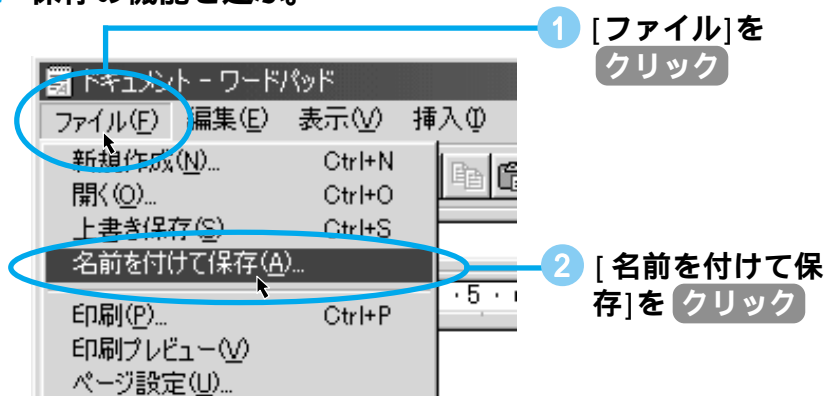 保存の機能を選ぶ。
1 [ファイル]を
クリック
ドキュメント - ワードパッド
ファイル(F) 編集(E) 表示(V) 挿入(I)
新規作成(N)... Ctrl+N
開く(O)... Ctrl+O
上書き保存(S) Ctrl+S
名前を付けて保存(A)...
2 [名前を付けて保
存]を クリック
·5·
印刷(P)... Ctrl+P
印刷プレビュー(V)
ページ設定(U)...